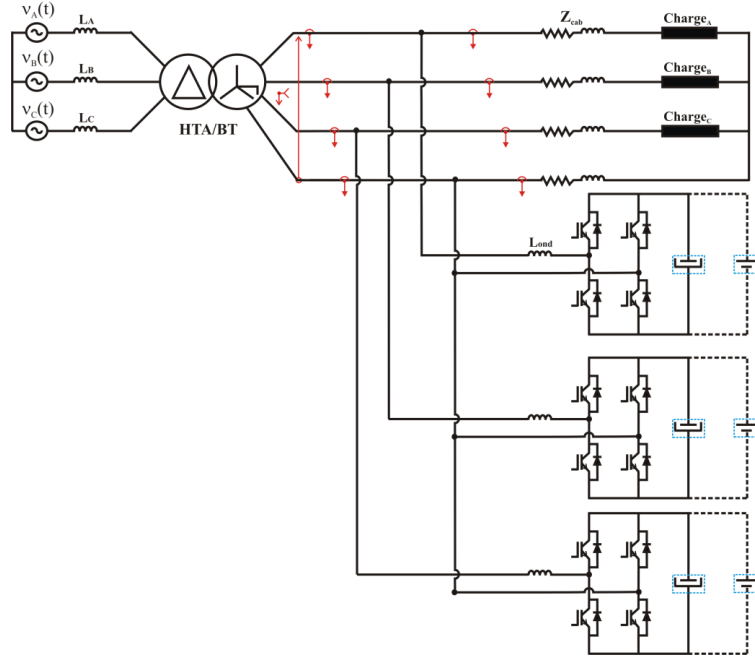 νA(t)
LA
νB(t)
LB
νC(t)
LC
HTA/BT
Zcab
ChargeA
ChargeB
ChargeC
Lond